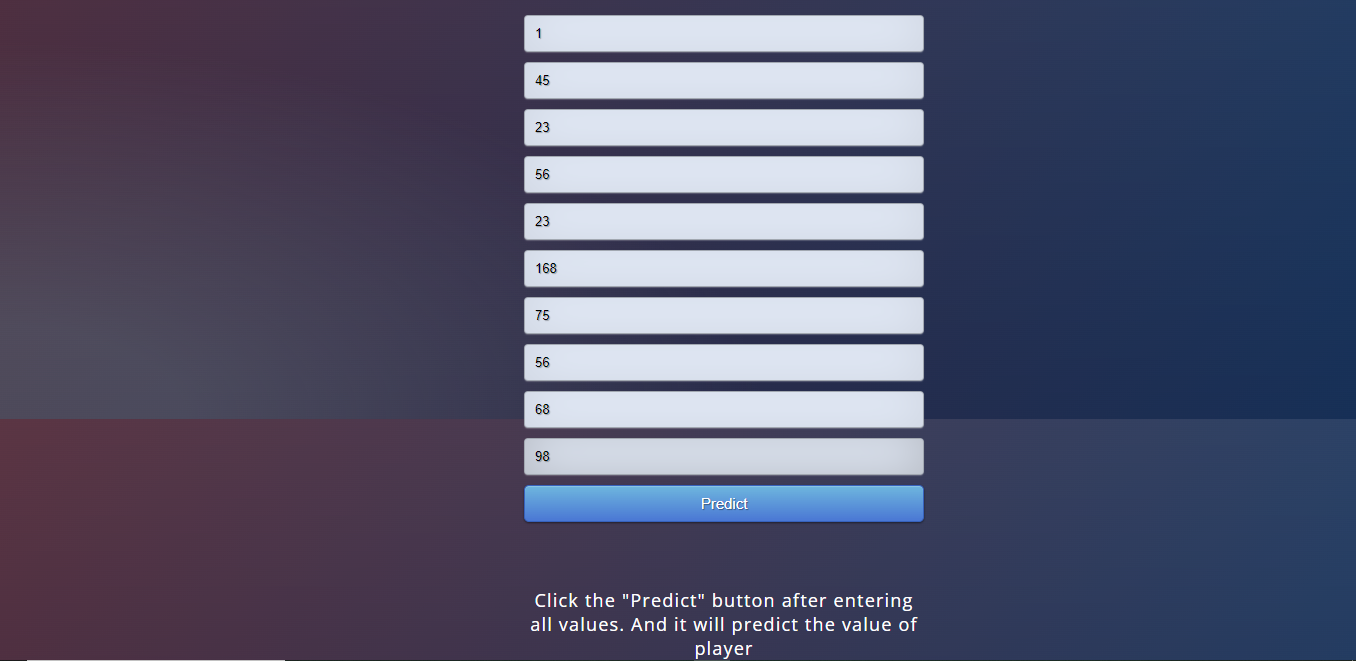 1
45
23
56
23
168
75
56
68
98
Predict
Click the "Predict" button after entering
all values. And it will predict the value of
player